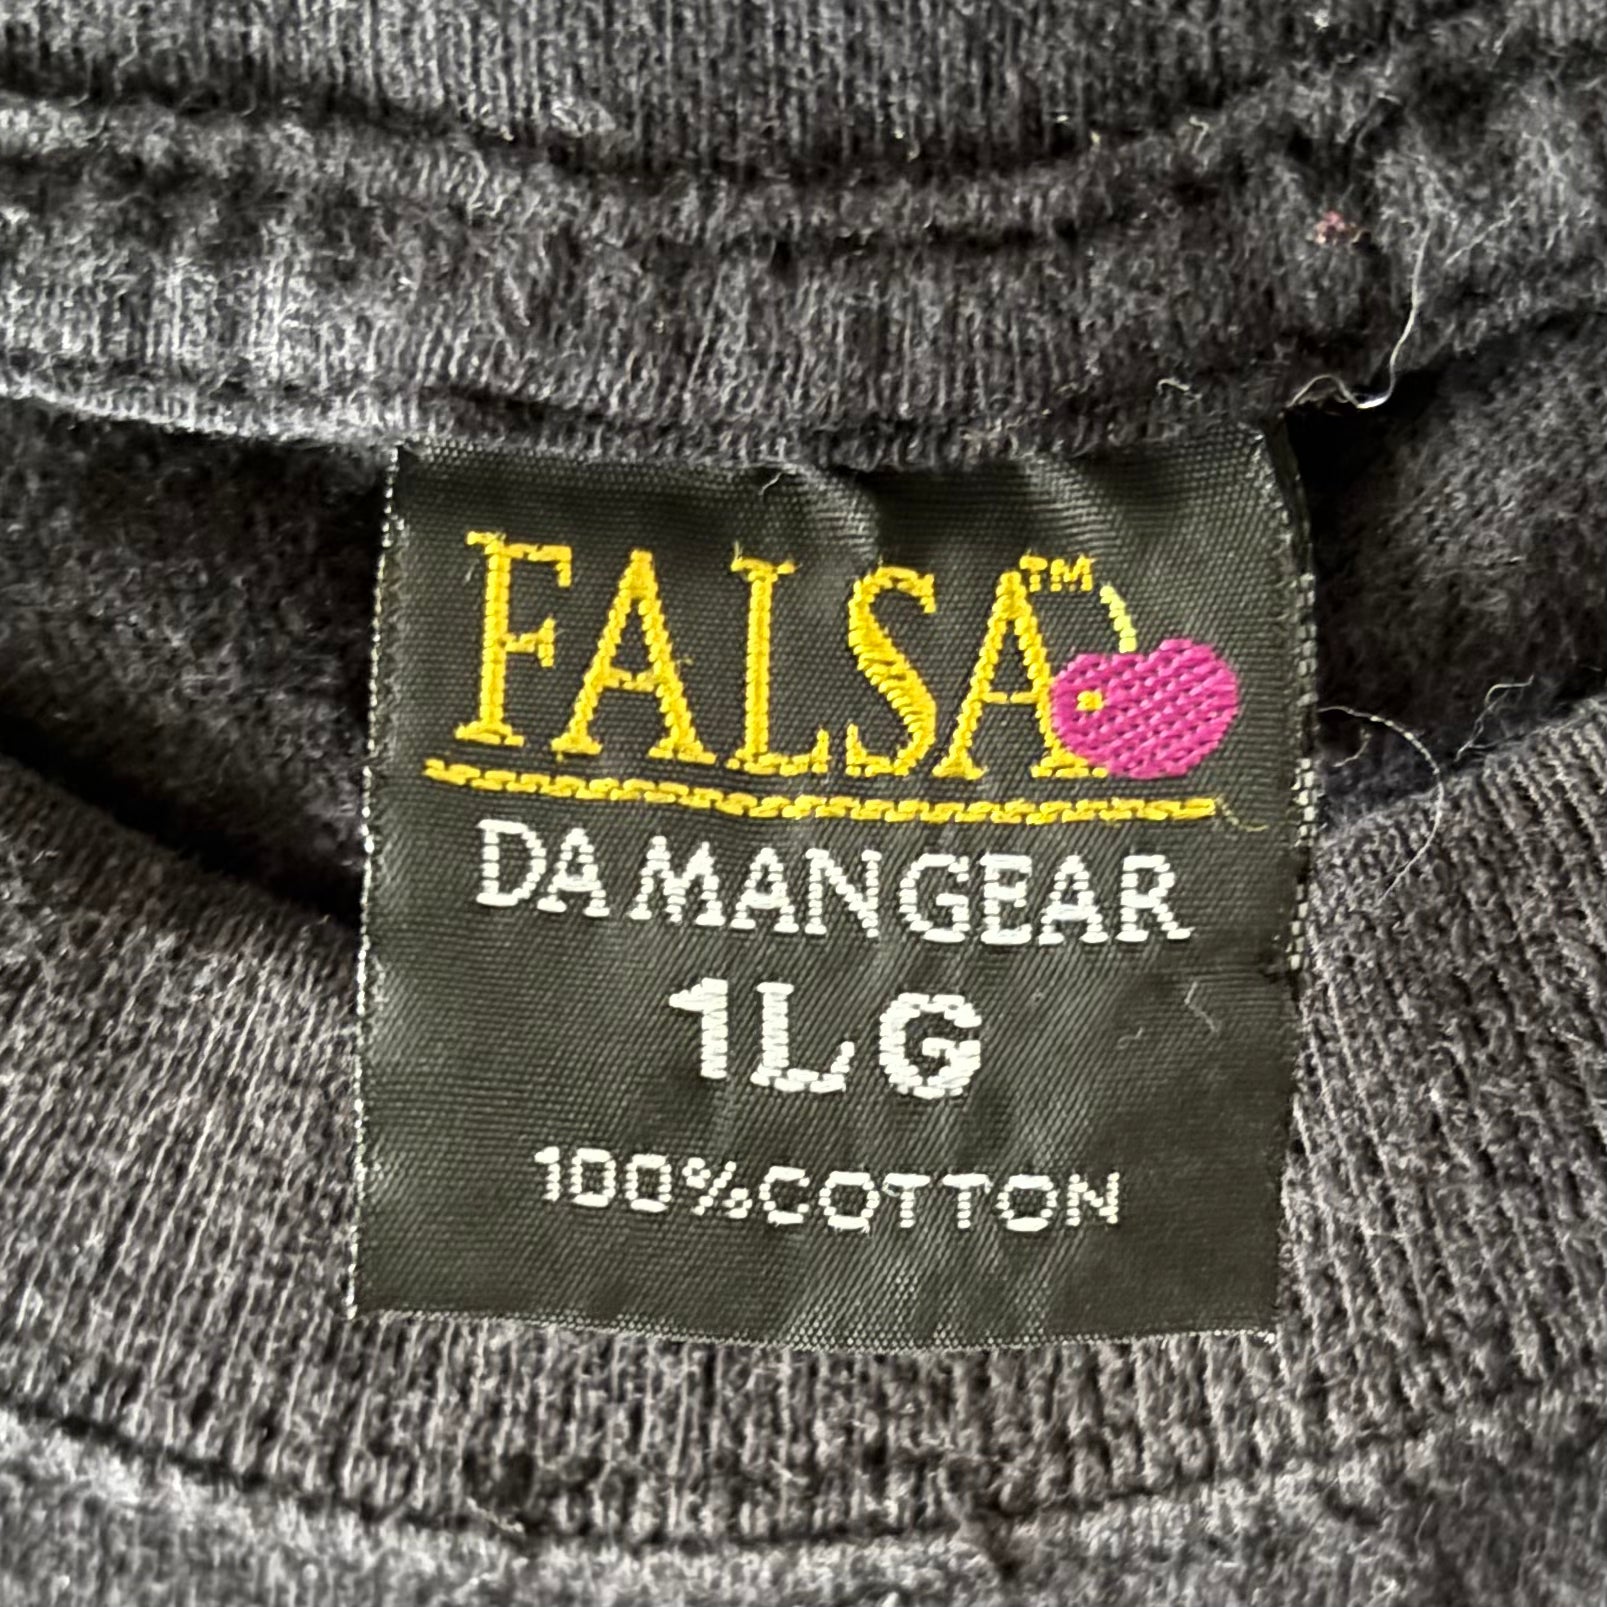 FALSA™
DA MAN GEAR
1LG
100% COTTON